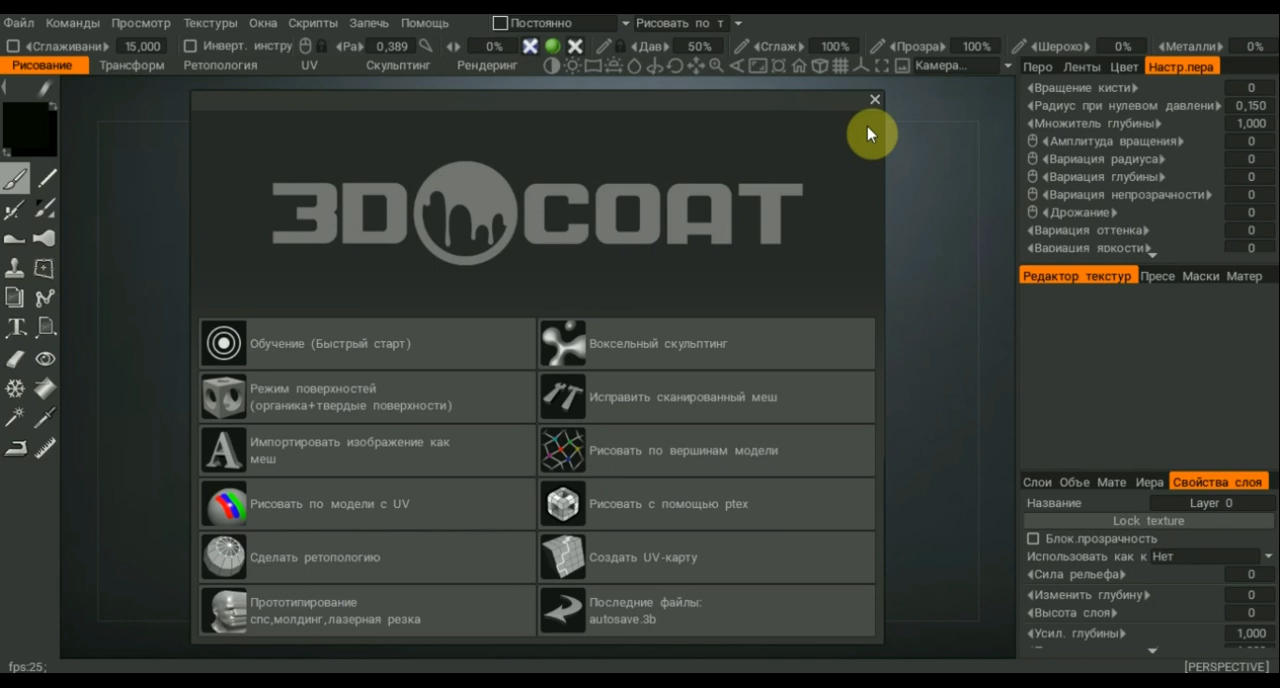 Файл Команды Просмотр Текстуры Окна Скрипты Запечь Помощь Постоянно Рисовать по т
Сглаживани 15,000 Инверт. инстру Ра 0,389 0% Дав 50% Сглаж 100% Прозра 100% Шерохо 0% Металли 0%
Рисование Трансформ Ретопология UV Скульптинг Рендеринг Камера...
Перо Ленты Цвет Настр.пера
Вращение кисти 0
Радиус при нулевом давлени 0,150
Множитель глубины 1,000
Амплитуда вращения 0
Вариация радиуса 0
Вариация глубины 0
Вариация непрозрачности 0
Дрожание 0
Вариация оттенка 0
Вариация яркости 0
3D COAT
Обучение (Быстрый старт)
Воксельный скульптинг
Режим поверхностей
(органика+твердые поверхности)
Исправить сканированный меш
Импортировать изображение как
меш
Рисовать по вершинам модели
Рисовать по модели с UV
Рисовать с помощью ptex
Сделать ретопологию
Создать UV-карту
Прототипирование
cnc,молдинг,лазерная резка
Последние файлы:
autosave.3b
Редактор текстур Пресе Маски Матер
Слои Объе Мате Иера Свойства слоя
Название Layer 0
Lock texture
Блок.прозрачность
Использовать как к Нет
Сила рельефа 0
Изменить глубину 0
Высота слоя 0
Усил. глубины 1,000
fps:25;
[PERSPECTIVE]